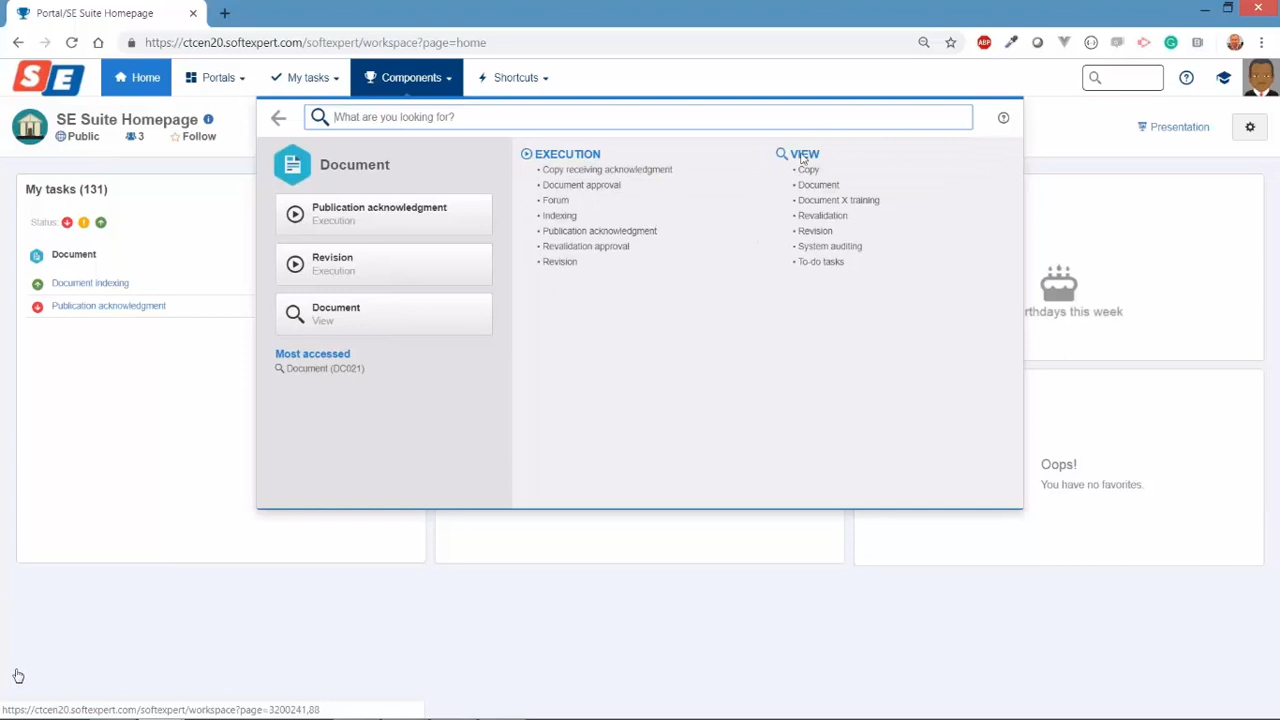 Portal/SE Suite Homepage
https://ctcen20.softexpert.com/softexpert/workspace?page=home
ABP
SE
Home
Portals
My tasks
Components
Shortcuts
SE Suite Homepage
Public
3
Follow
Presentation
What are you looking for?
My tasks (131)
Status:
Document
Document indexing
Publication acknowledgment
Document
Publication acknowledgment
Execution
Revision
Execution
Document
View
Most accessed
Document (DC021)
EXECUTION
• Copy receiving acknowledgment
• Document approval
• Forum
• Indexing
• Publication acknowledgment
• Revalidation approval
• Revision
VIEW
• Copy
• Document
• Document X training
• Revalidation
• Revision
• System auditing
• To-do tasks
rthdays this week
Oops!
You have no favorites.
https://ctcen20.softexpert.com/softexpert/workspace?page=3200241,88